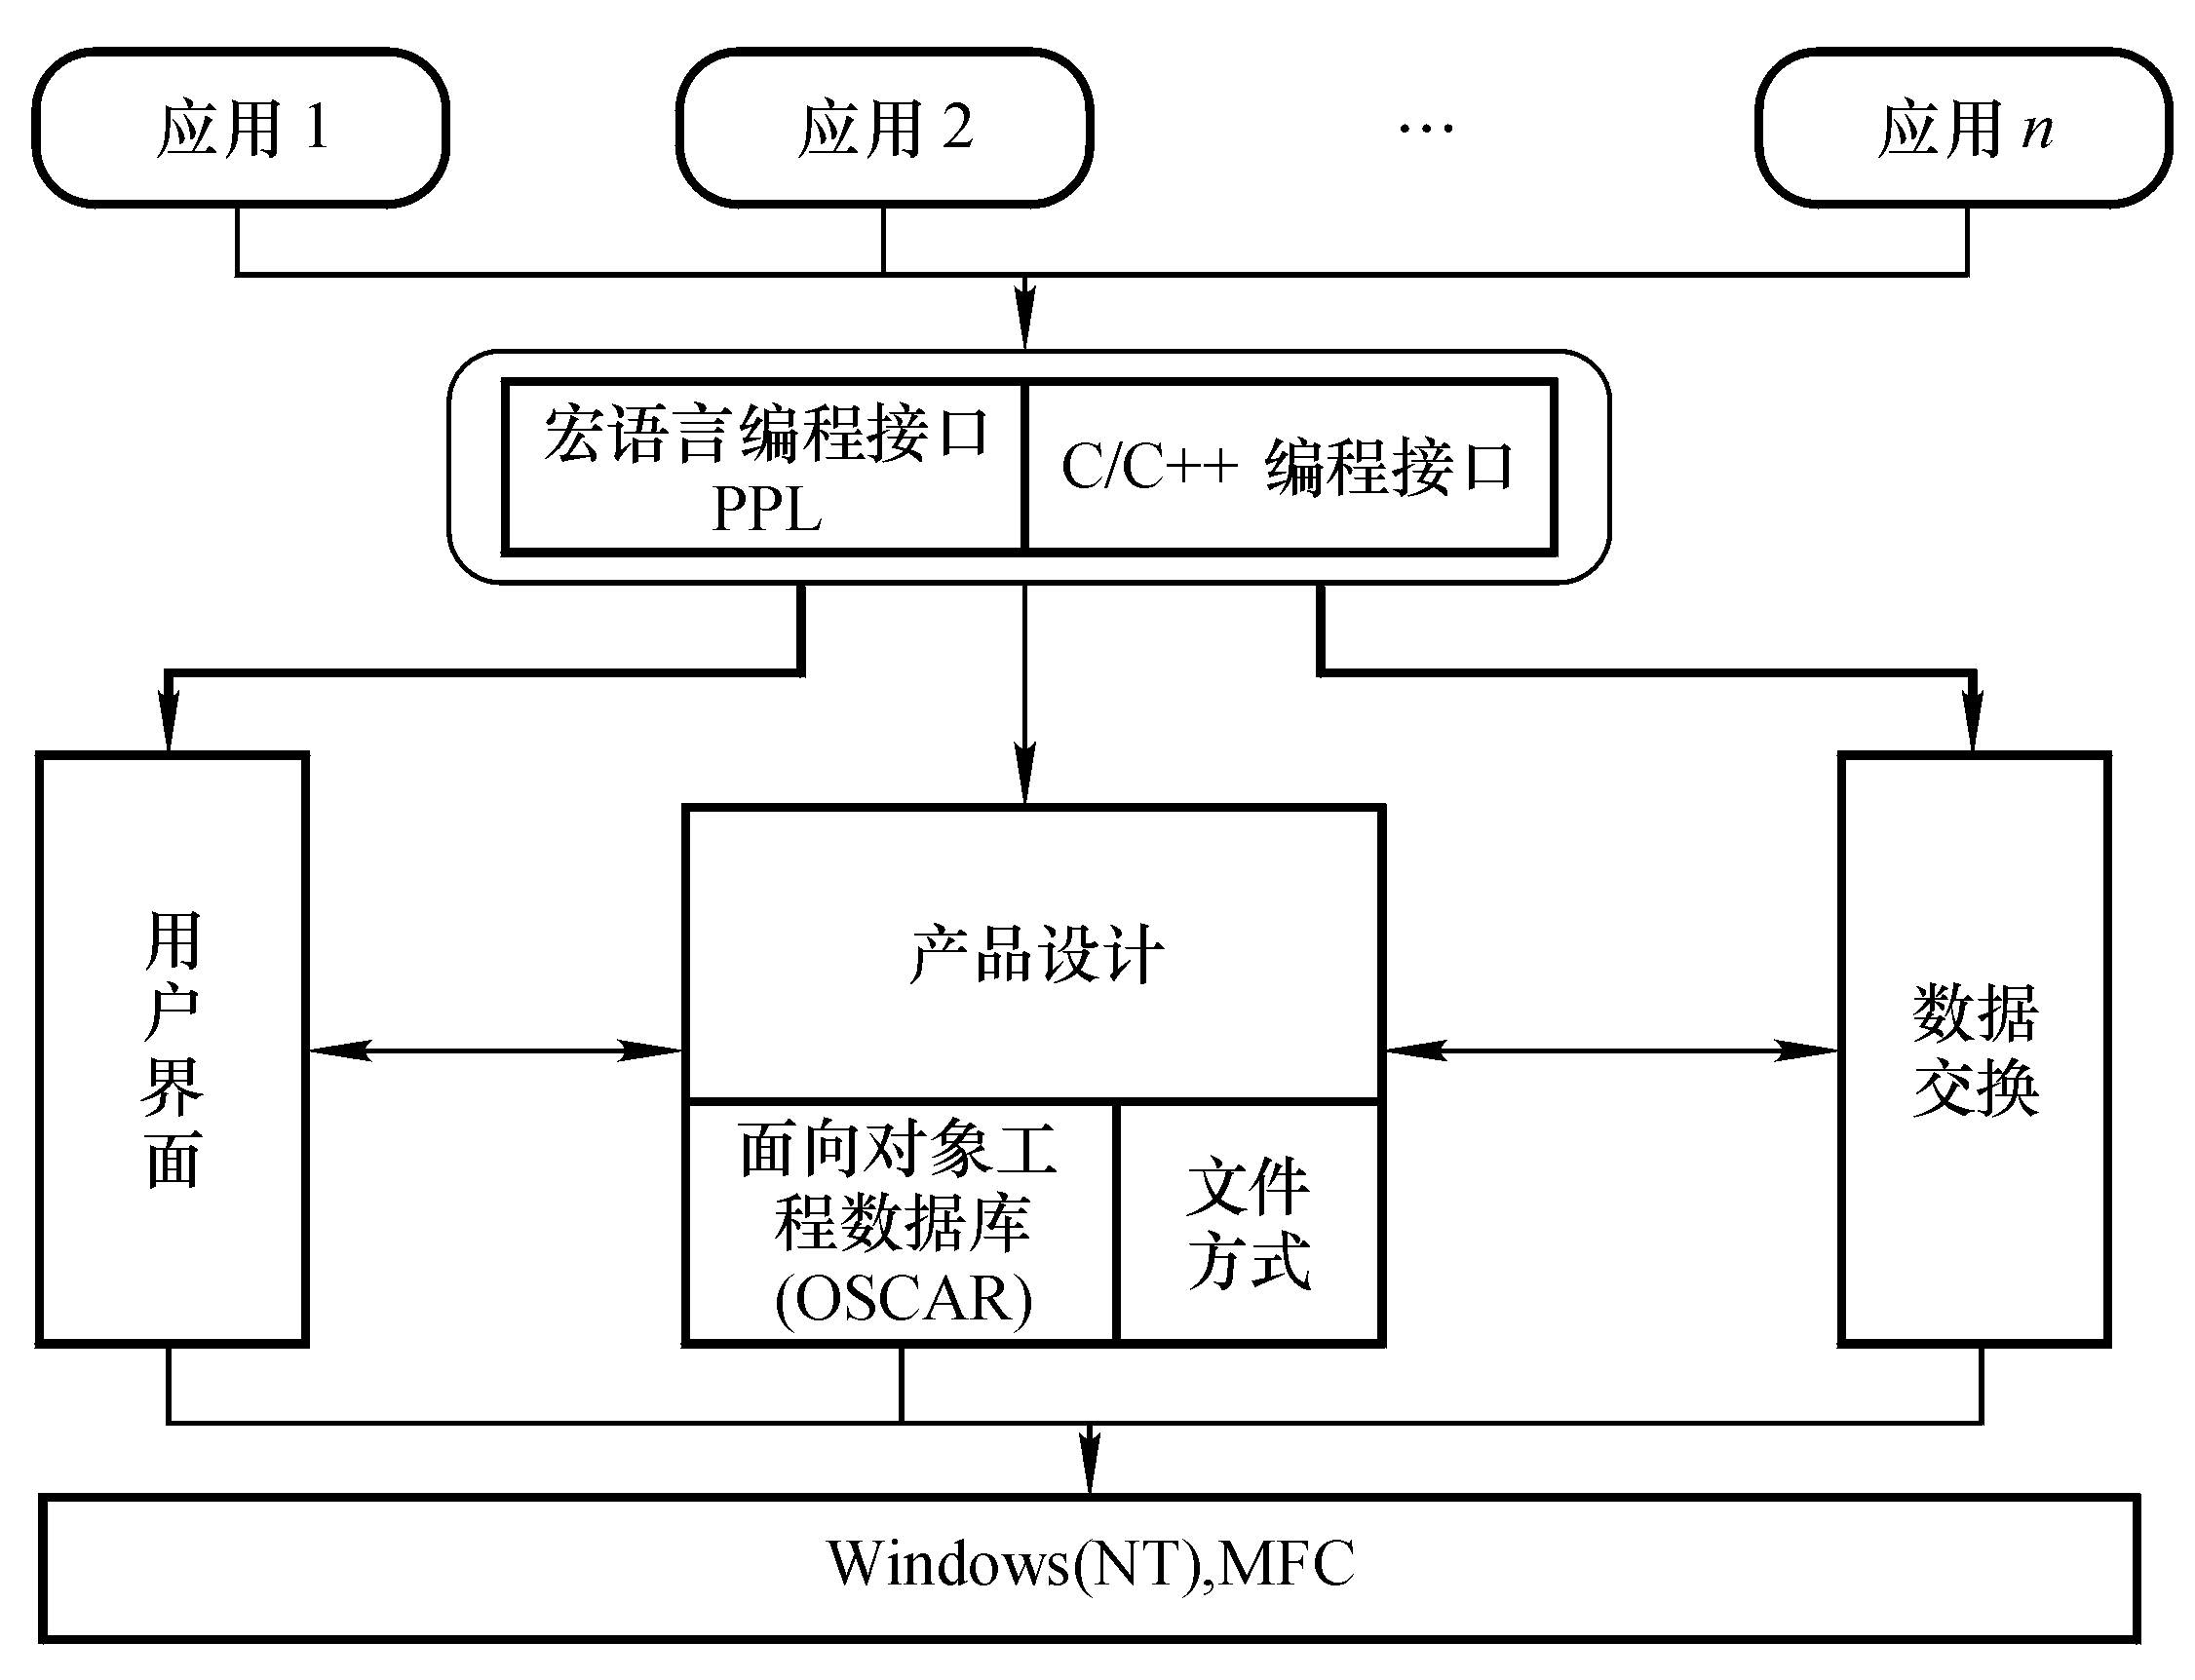 应用 1
应用 2
…
应用 n
宏语言编程接口
PPL
C/C++ 编程接口
用
户
界
面
产品设计
面向对象工
程数据库
(OSCAR)
文件
方式
数据
交换
Windows(NT),MFC